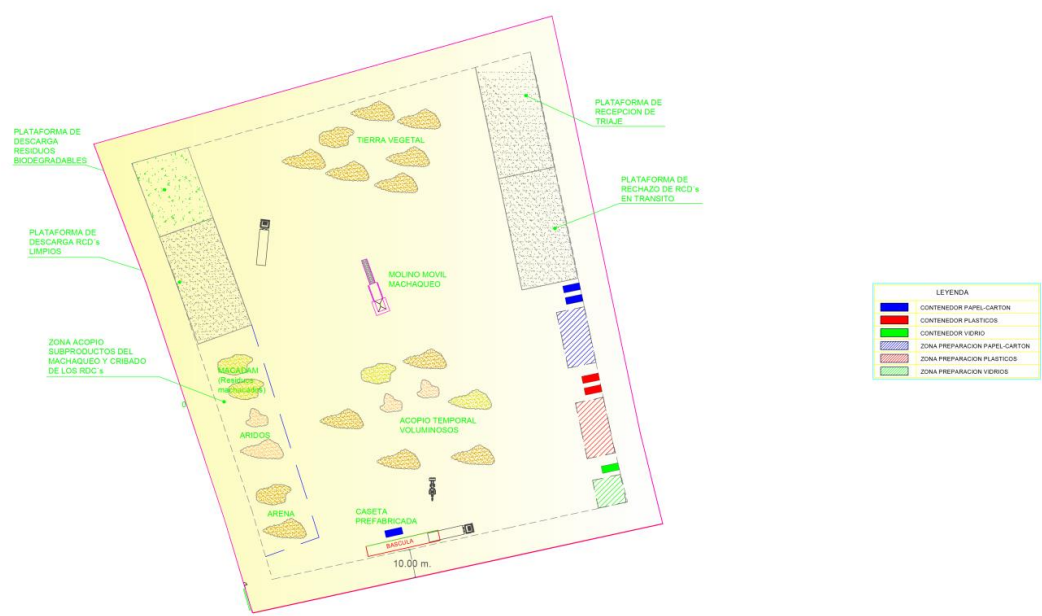 PLATAFORMA DE
DESCARGA
RESIDUOS
BIODEGRADABLES
PLATAFORMA DE
DESCARGA RCD´s
LIMPIOS
ZONA ACOPIO
SUBPRODUCTOS DEL
MACHAQUEO Y CRIBADO
DE LOS RDC´s
TIERRA VEGETAL
PLATAFORMA DE
RECEPCION DE
TRIAJE
PLATAFORMA DE
RECHAZO DE RCD´s
EN TRANSITO
MOLINO MOVIL
MACHAQUEO
MACADAM
(Residuos
machacados)
ARIDOS
ARENA
ACOPIO TEMPORAL
VOLUMINOSOS
CASETA
PREFABRICADA
BASCULA
10.00 m.
LEYENDA
CONTENEDOR PAPEL-CARTON
CONTENEDOR PLASTICOS
CONTENEDOR VIDRIO
ZONA PREPARACION PAPEL-CARTON
ZONA PREPARACION PLASTICOS
ZONA PREPARACION VIDRIOS